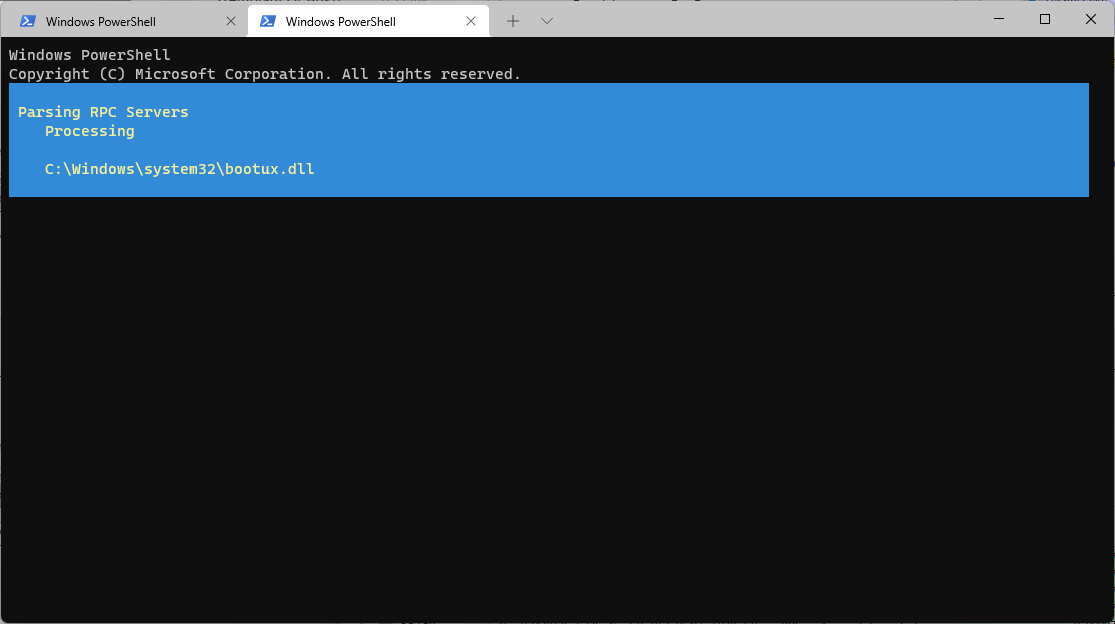 Windows PowerShell
Windows PowerShell
Windows PowerShell
Copyright (C) Microsoft Corporation. All rights reserved.
Parsing RPC Servers
Processing
C:\Windows\system32\bootux.dll